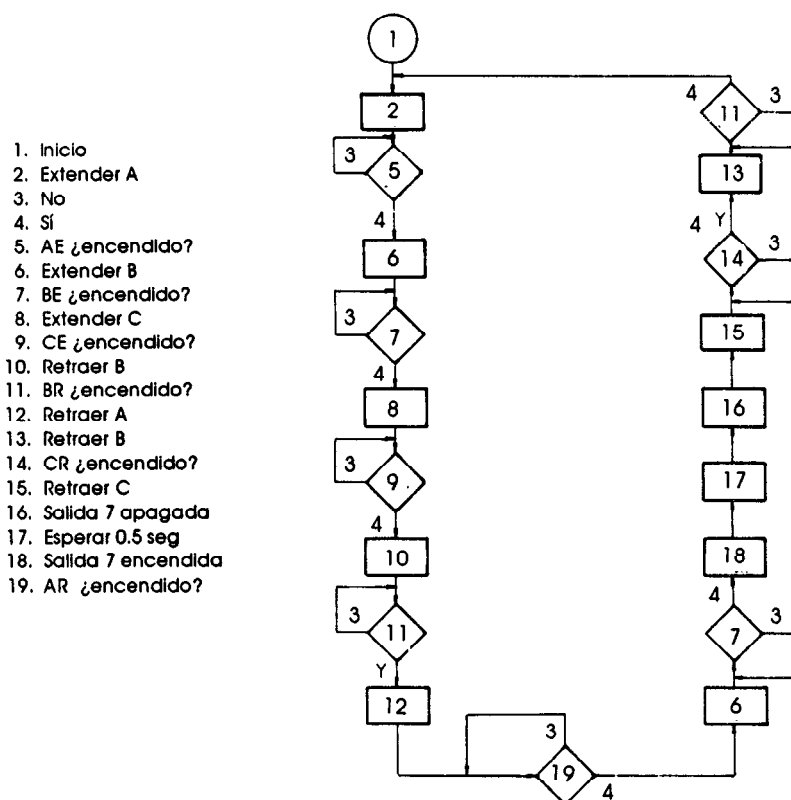 1. Inicio
2. Extender A
3. No
4. Sí
5. AE ¿encendido?
6. Extender B
7. BE ¿encendido?
8. Extender C
9. CE ¿encendido?
10. Retraer B
11. BR ¿encendido?
12. Retraer A
13. Retraer B
14. CR ¿encendido?
15. Retraer C
16. Salida 7 apagada
17. Esperar 0.5 seg
18. Salida 7 encendida
19. AR ¿encendido?
1
2
3
5
4
6
3
7
4
8
3
9
4
10
3
11
Y
12
3
19
4
4
11
3
13
4 Y
14
3
15
16
17
18
4
7
3
6